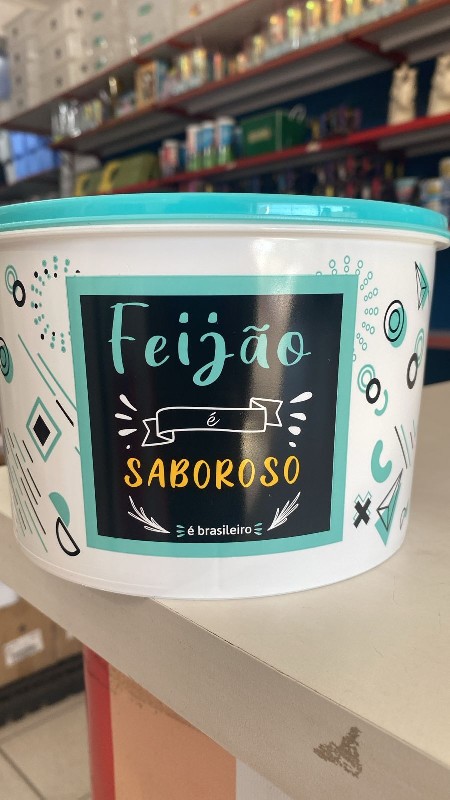 Feijão
é
SABOROSO
é brasileiro